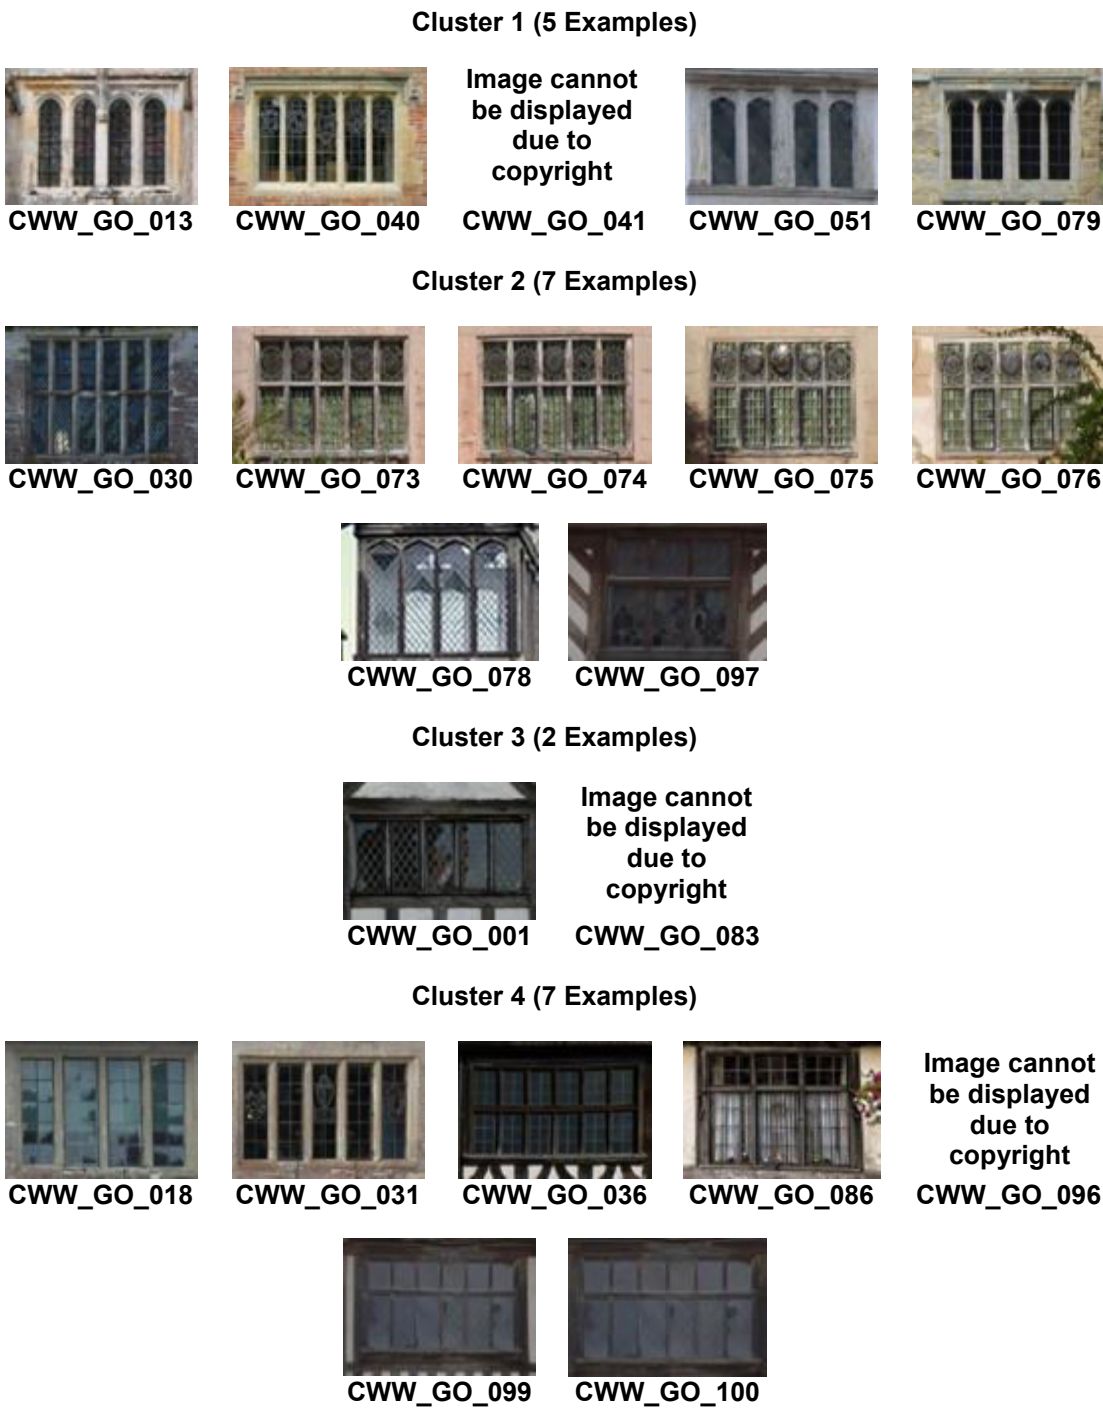 Cluster 1 (5 Examples)
Image cannot
be displayed
due to
copyright
CWW_GO_013 CWW_GO_040 CWW_GO_041 CWW_GO_051 CWW_GO_079
Cluster 2 (7 Examples)
CWW_GO_030 CWW_GO_073 CWW_GO_074 CWW_GO_075 CWW_GO_076
CWW_GO_078 CWW_GO_097
Cluster 3 (2 Examples)
Image cannot
be displayed
due to
copyright
CWW_GO_001 CWW_GO_083
Cluster 4 (7 Examples)
Image cannot
be displayed
due to
copyright
CWW_GO_018 CWW_GO_031 CWW_GO_036 CWW_GO_086 CWW_GO_096
CWW_GO_099 CWW_GO_100